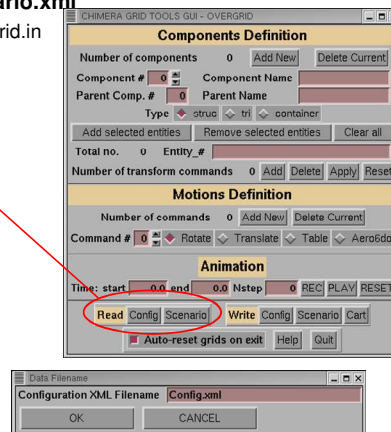 ario.xml
rid.in
CHIMERA GRID TOOLS GUI - OVERGRID
Components Definition
Number of components 0 Add New Delete Current
Component # 0 Component Name
Parent Comp. # 0 Parent Name
Type struc tri container
Add selected entities Remove selected entities Clear all
Total no. 0 Entity_#
Number of transform commands 0 Add Delete Apply Reset
Motions Definition
Number of commands 0 Add New Delete Current
Command # 0 Rotate Translate Table Aero6do
Animation
Time: start 0.0 end 0.0 Nstep 0 REC PLAY RESET
Read Config Scenario Write Config Scenario Cart
Auto-reset grids on exit Help Quit
Data Filename
Configuration XML Filename Config.xml
OK CANCEL